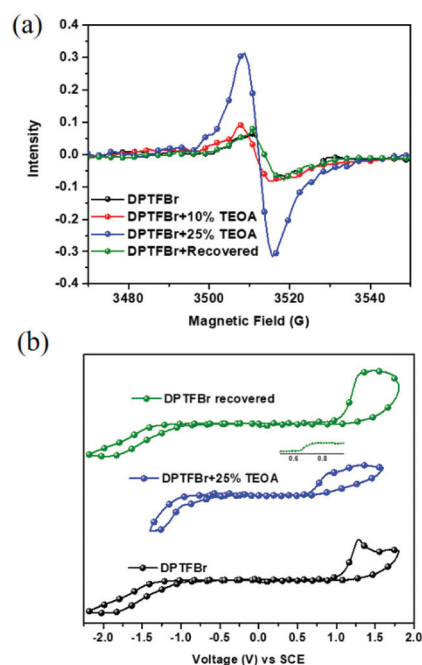 (a)
0.4
0.3
0.2
0.1
0.0
-0.1
-0.2
-0.3
-0.4
Intensity
DPTFBr
DPTFBr+10% TEOA
DPTFBr+25% TEOA
DPTFBr+Recovered
3480 3500 3520 3540
Magnetic Field (G)
(b)
DPTFBr recovered
0.6 0.8
DPTFBr+25% TEOA
DPTFBr
-2.0 -1.5 -1.0 -0.5 0.0 0.5 1.0 1.5 2.0
Voltage (V) vs SCE